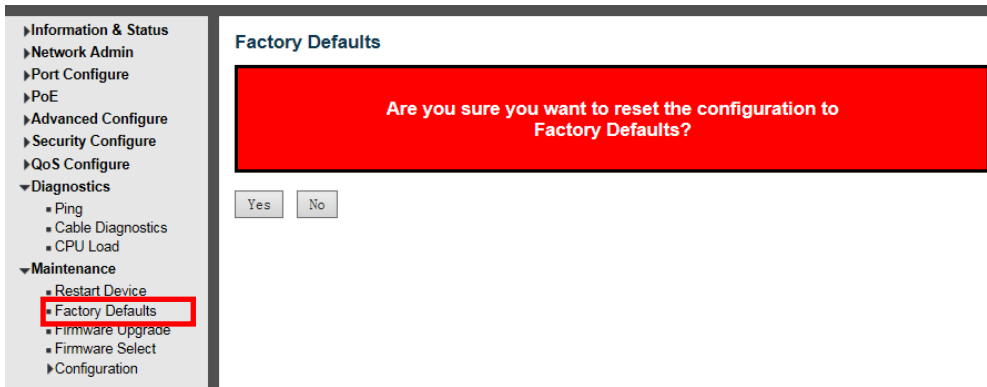 Information & Status
Network Admin
Port Configure
PoE
Advanced Configure
Security Configure
QoS Configure
Diagnostics
Ping
Cable Diagnostics
CPU Load
Maintenance
Restart Device
Factory Defaults
Firmware Upgrade
Firmware Select
Configuration
Factory Defaults
Are you sure you want to reset the configuration to
Factory Defaults?
Yes No